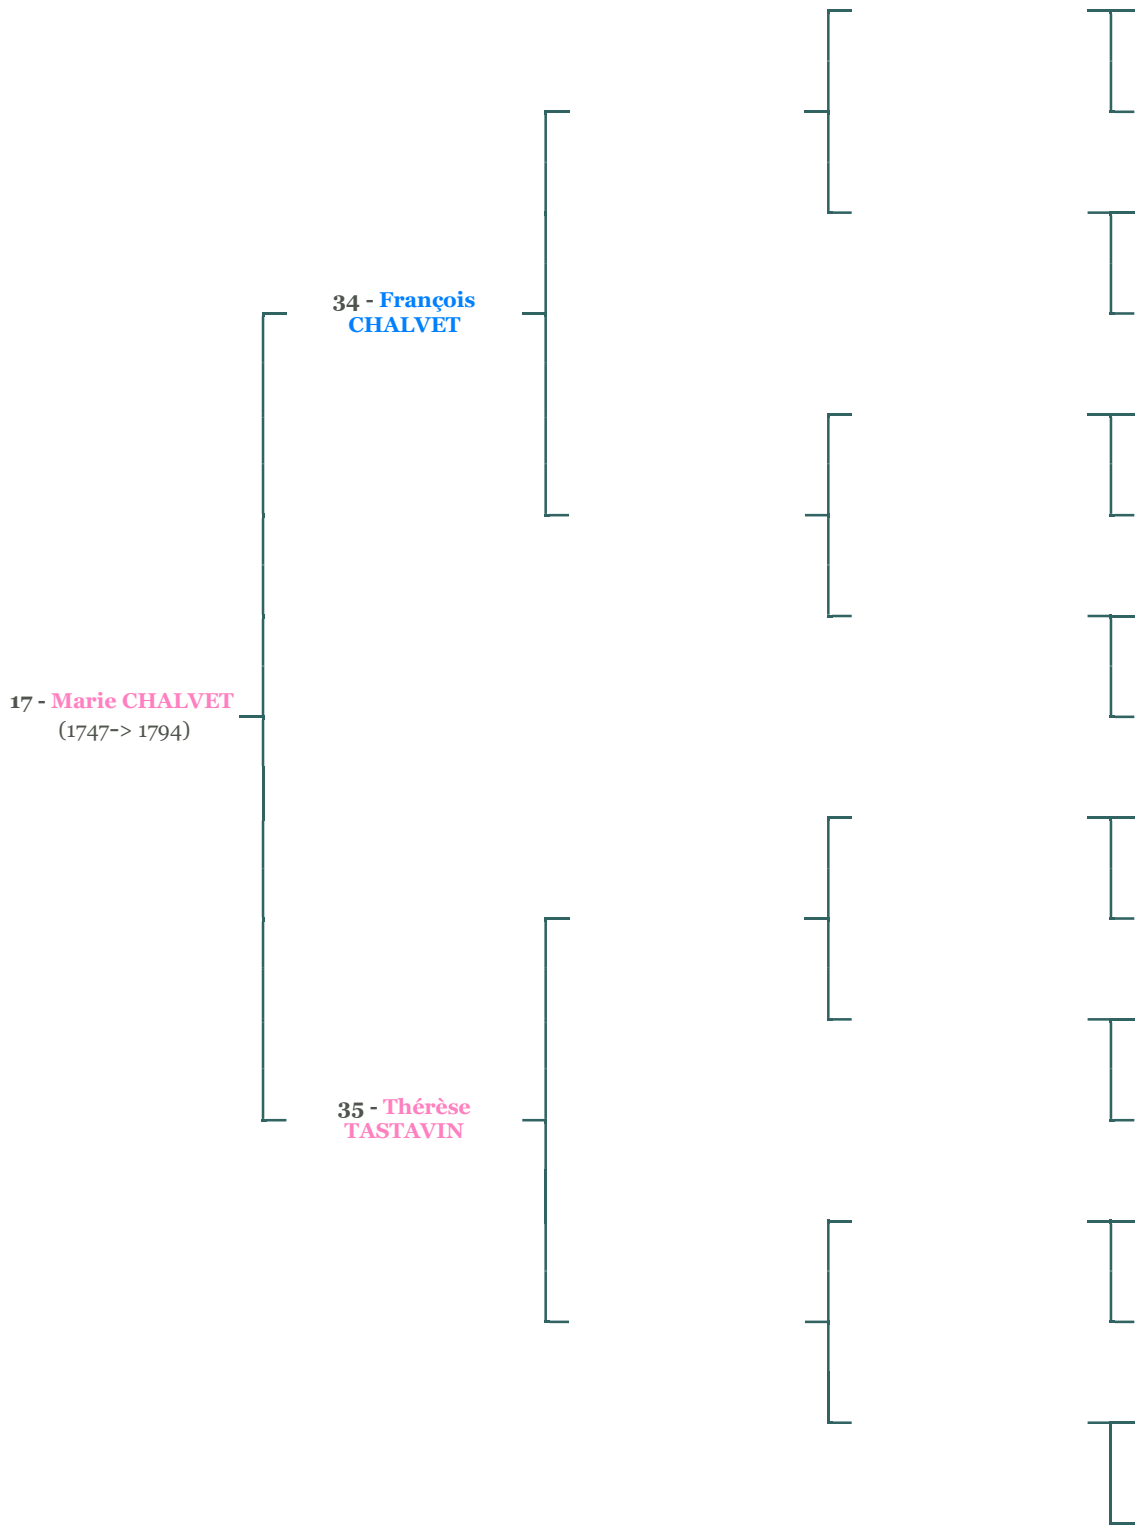 34 - François
CHALVET
17 - Marie CHALVET
(1747-> 1794)
35 - Thérèse
TASTAVIN